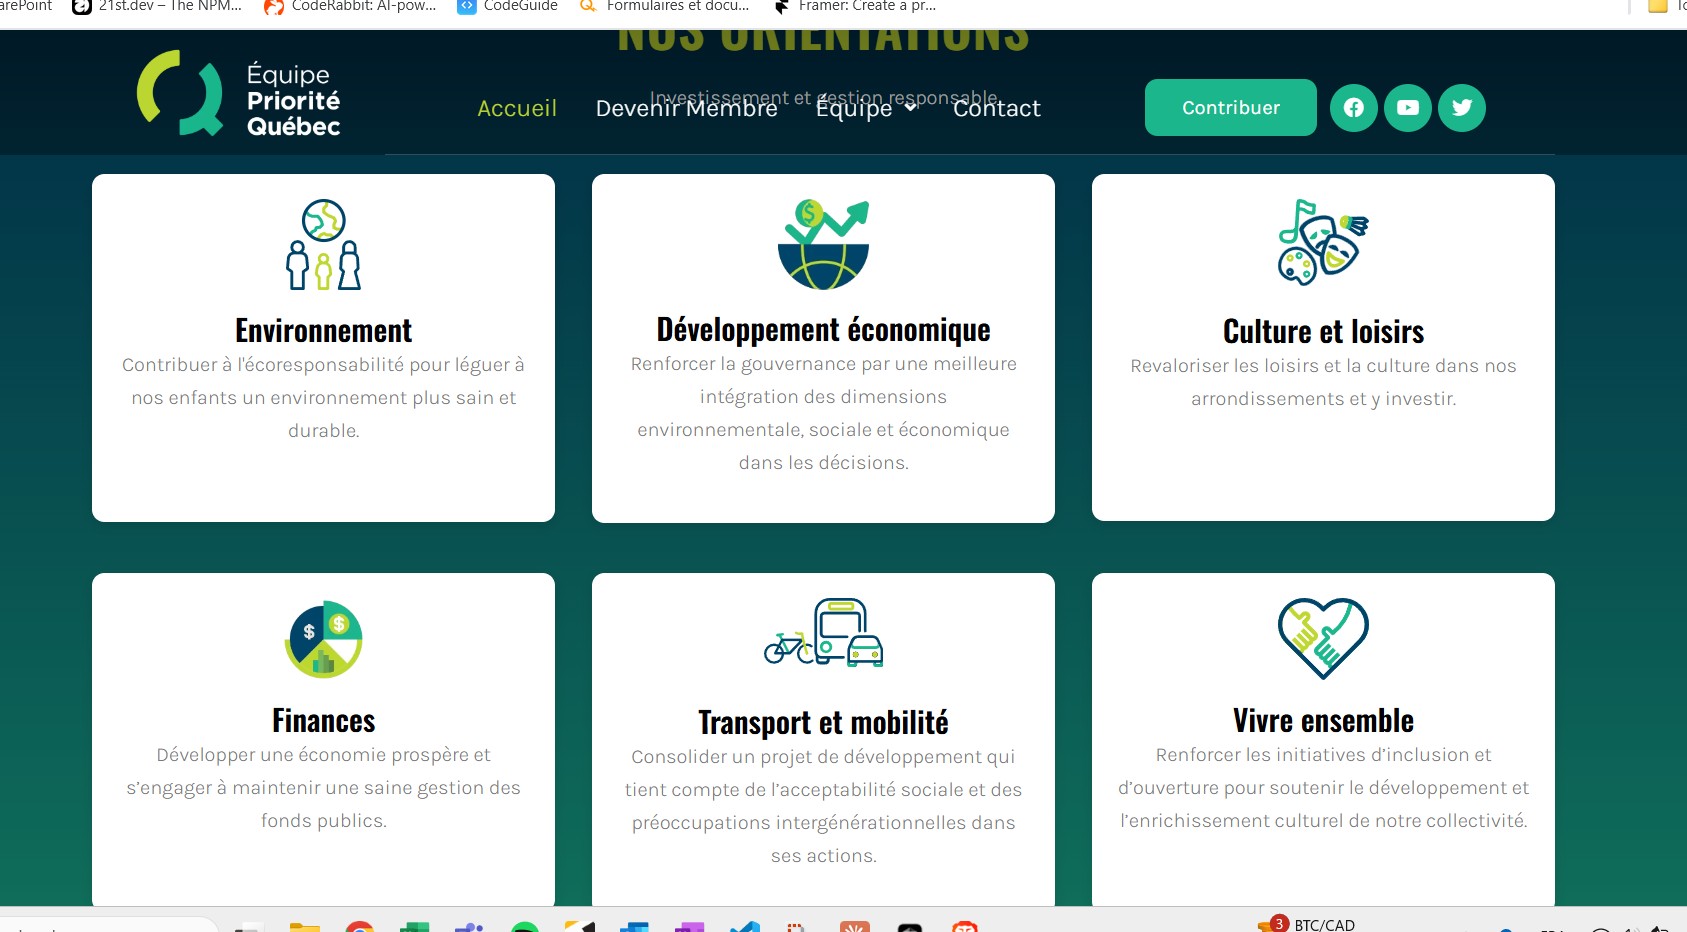 arePoint
21st.dev – The NPM...
CodeRabbit: AI-pow...
CodeGuide
Formulaires et docu...
Framer: Create a pr...
NOS ORIENTATIONS
Investissement et gestion responsable
Équipe
Priorité
Québec
Accueil
Devenir Membre
Équipe
Contact
Contribuer
Environnement
Contribuer à l'écoresponsabilité pour léguer à
nos enfants un environnement plus sain et
durable.
Développement économique
Renforcer la gouvernance par une meilleure
intégration des dimensions
environnementale, sociale et économique
dans les décisions.
Culture et loisirs
Revaloriser les loisirs et la culture dans nos
arrondissements et y investir.
Finances
Développer une économie prospère et
s’engager à maintenir une saine gestion des
fonds publics.
Transport et mobilité
Consolider un projet de développement qui
tient compte de l’acceptabilité sociale et des
préoccupations intergénérationnelles dans
ses actions.
Vivre ensemble
Renforcer les initiatives d’inclusion et
d’ouverture pour soutenir le développement et
l’enrichissement culturel de notre collectivité.
3
BTC/CAD